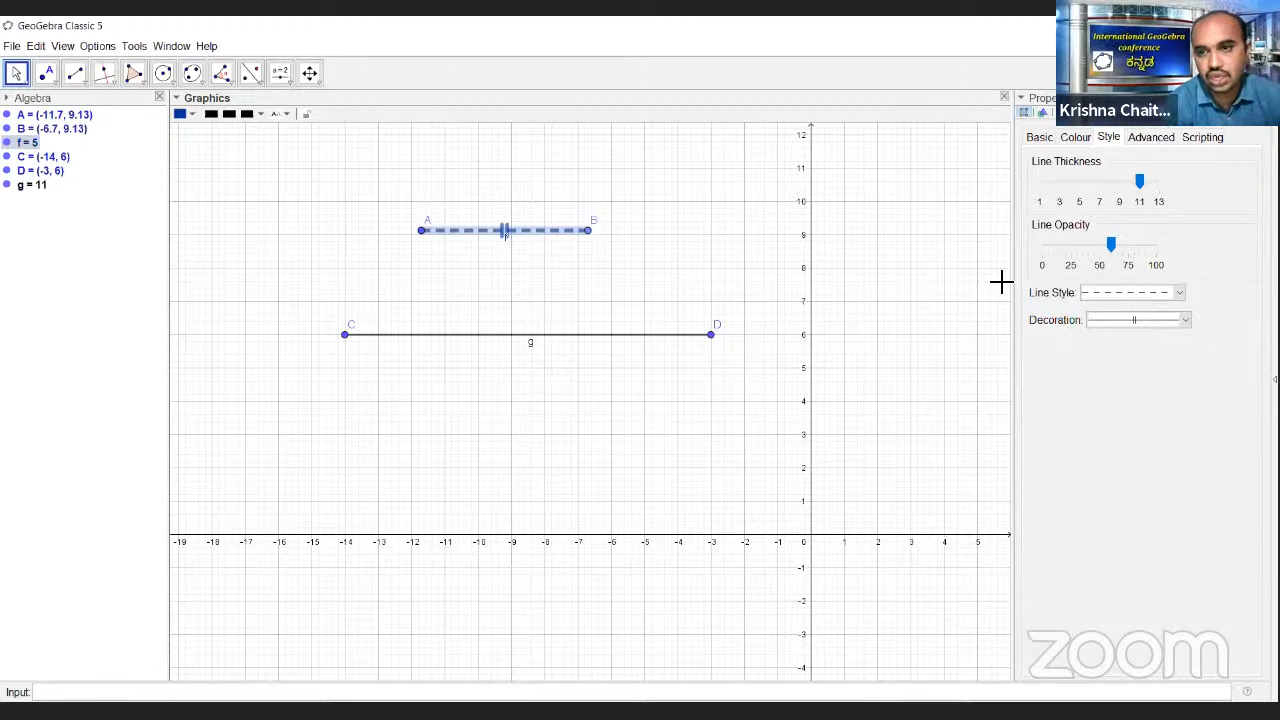 GeoGebra Classic 5
File Edit View Options Tools Window Help
International GeoGebra
conference
ಕನ್ನಡ
Krishna Chait...
a=2
Algebra
Graphics
A = (-11.7, 9.13)
B = (-6.7, 9.13)
f = 5
C = (-14, 6)
D = (-3, 6)
g = 11
Basic Colour Style Advanced Scripting
Line Thickness
1 3 5 7 9 11 13
Line Opacity
0 25 50 75 100
Line Style:
Decoration:
A B
C D
g
12
11
10
9
8
7
6
5
4
3
2
1
-19 -18 -17 -16 -15 -14 -13 -12 -11 -10 -9 -8 -7 -6 -5 -4 -3 -2 -1 0 1 2 3 4 5
-1
-2
-3
-4
zoom
Input: